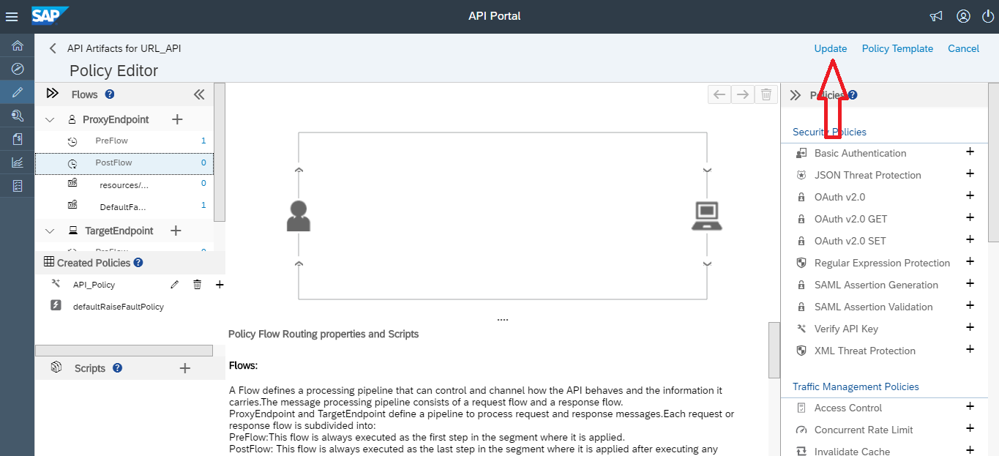 SAP
API Portal
API Artifacts for URL_API
Update
Policy Template
Cancel
Policy Editor
Flows ?
ProxyEndpoint
PreFlow 1
PostFlow 0
resources/... 0
DefaultFa... 1
TargetEndpoint
PreFlow 0
Created Policies ?
API_Policy
defaultRaiseFaultPolicy
Scripts ?
....
Policy Flow Routing properties and Scripts
Flows:
A Flow defines a processing pipeline that can control and channel how the API behaves and the information it
carries.The message processing pipeline consists of a request flow and a response flow.
ProxyEndpoint and TargetEndpoint define a pipeline to process request and response messages.Each request or
response flow is subdivided into:
PreFlow:This flow is always executed as the first step in the segment where it is applied.
PostFlow: This flow is always executed as the last step in the segment where it is applied after executing any
Policies ?
Security Policies
Basic Authentication
JSON Threat Protection
OAuth v2.0
OAuth v2.0 GET
OAuth v2.0 SET
Regular Expression Protection
SAML Assertion Generation
SAML Assertion Validation
Verify API Key
XML Threat Protection
Traffic Management Policies
Access Control
Concurrent Rate Limit
Invalidate Cache